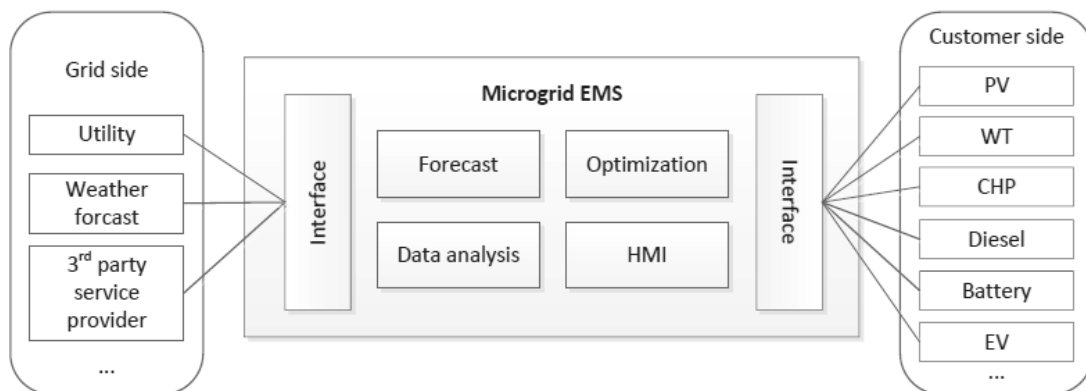 Grid side
Utility
Weather
forcast
3rd party
service
provider
...
Microgrid EMS
Interface
Forecast
Optimization
Data analysis
HMI
Interface
Customer side
PV
WT
CHP
Diesel
Battery
EV
...